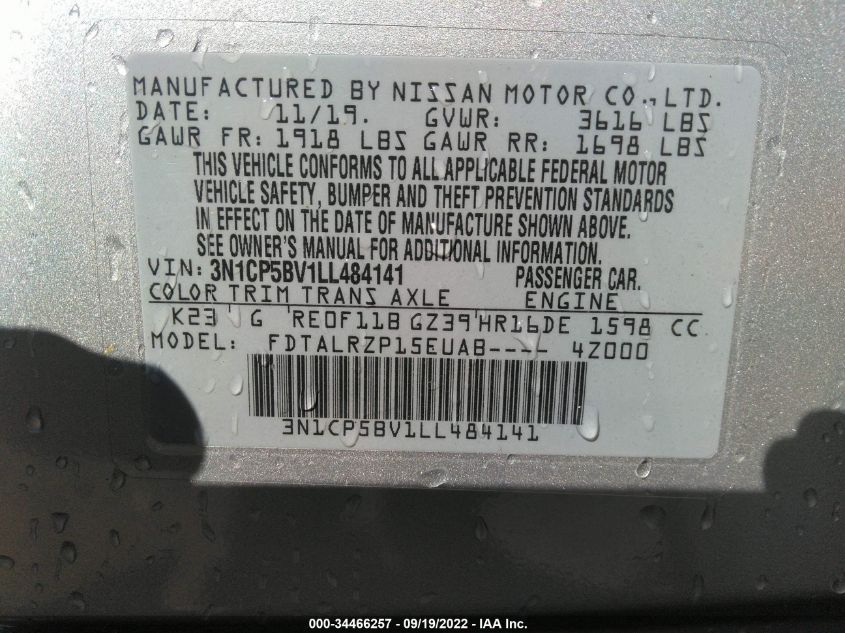 MANUFACTURED BY NISSAN MOTOR CO., LTD.
DATE: 11/19. GVWR: 3616 LBS
GAWR FR: 1918 LBS GAWR RR: 1698 LBS
THIS VEHICLE CONFORMS TO ALL APPLICABLE FEDERAL MOTOR
VEHICLE SAFETY, BUMPER AND THEFT PREVENTION STANDARDS
IN EFFECT ON THE DATE OF MANUFACTURE SHOWN ABOVE.
SEE OWNER'S MANUAL FOR ADDITIONAL INFORMATION.
VIN: 3N1CP5BV1LL484141 PASSENGER CAR.
COLOR TRIM TRANS AXLE ENGINE
K23 G RE0F11B GZ39 HR16DE 1598 CC
MODEL: FDTALRZP15EUAB---- 4Z000
3N1CP5BV1LL484141
000-34466257 - 09/19/2022 - IAA Inc.